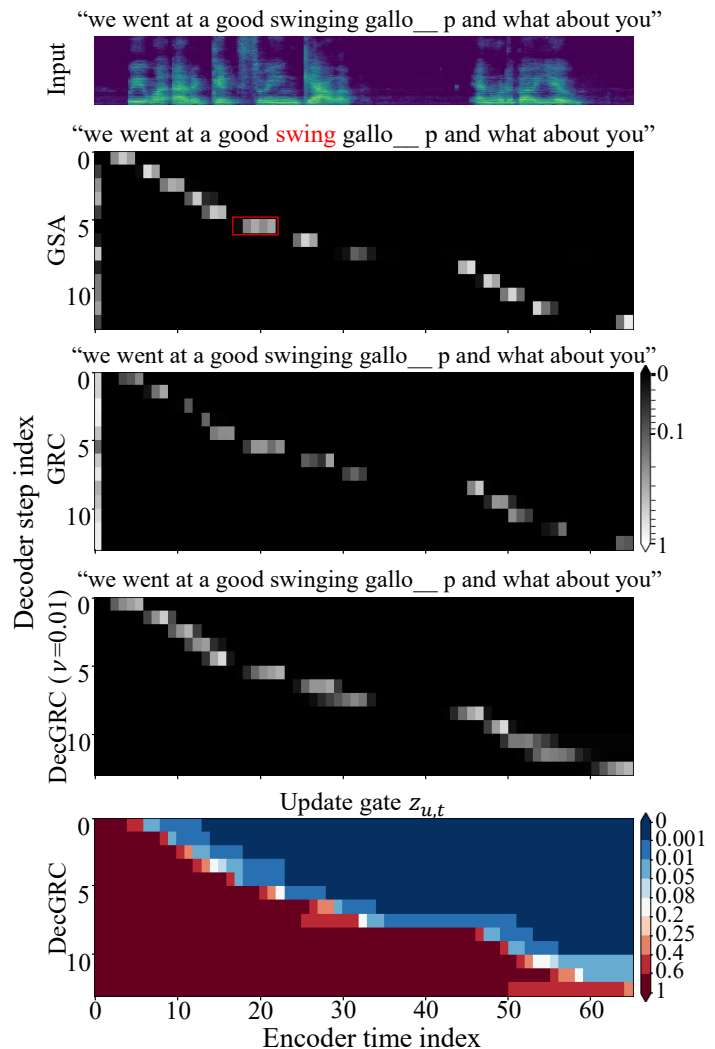 “we went at a good swinging gallo__ p and what about you”
Input
“we went at a good swing gallo__ p and what about you”
0
5
10
GSA
“we went at a good swinging gallo__ p and what about you”
0
5
10
GRC
0
0.1
1
Decoder step index
“we went at a good swinging gallo__ p and what about you”
0
5
10
DecGRC (ν=0.01)
Update gate z_{u,t}
0
5
10
DecGRC
0
0.001
0.01
0.05
0.08
0.2
0.25
0.4
0.6
1
0 10 20 30 40 50 60
Encoder time index